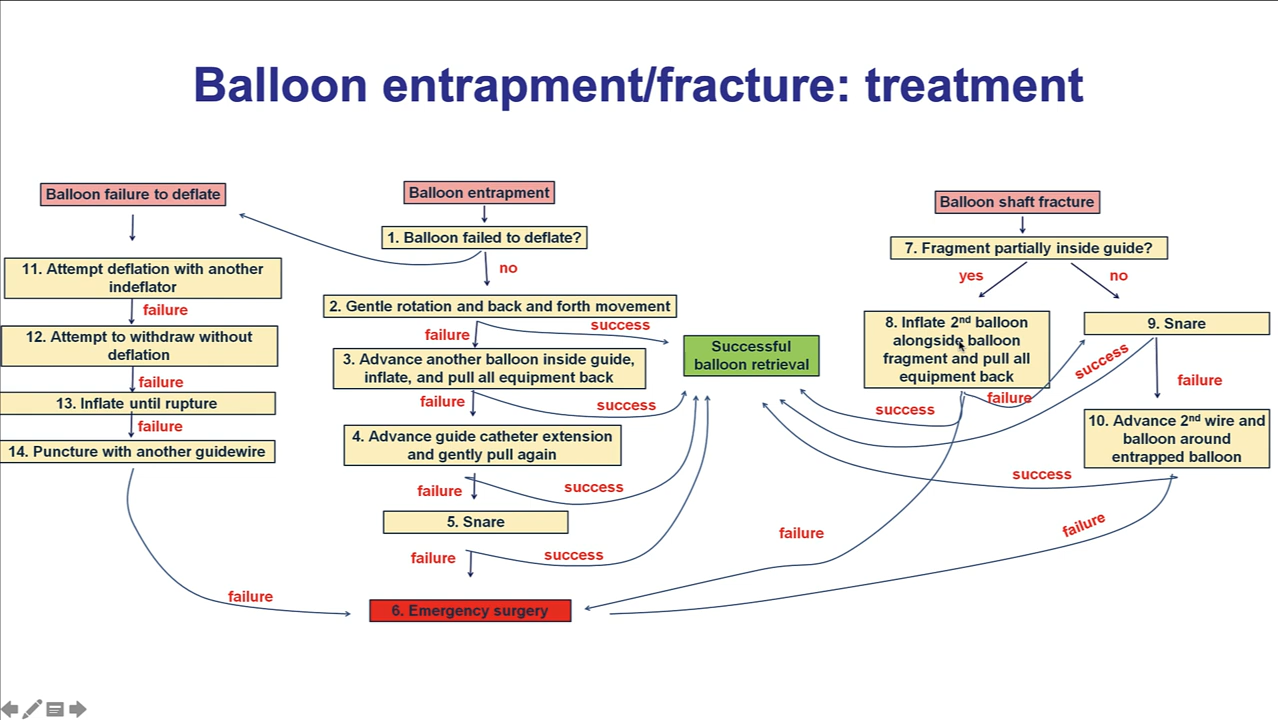 Balloon entrapment/fracture: treatment
Balloon failure to deflate
11. Attempt deflation with another
indeflator
failure
12. Attempt to withdraw without
deflation
failure
13. Inflate until rupture
failure
14. Puncture with another guidewire
failure
Balloon entrapment
1. Balloon failed to deflate?
no
2. Gentle rotation and back and forth movement
failure
success
3. Advance another balloon inside guide,
inflate, and pull all equipment back
failure
success
4. Advance guide catheter extension
and gently pull again
failure
success
5. Snare
failure
success
6. Emergency surgery
Successful
balloon retrieval
Balloon shaft fracture
7. Fragment partially inside guide?
yes
no
8. Inflate 2nd balloon
alongside balloon
fragment and pull all
equipment back
success
failure
failure
9. Snare
success
failure
10. Advance 2nd wire and
balloon around
entrapped balloon
success
failure